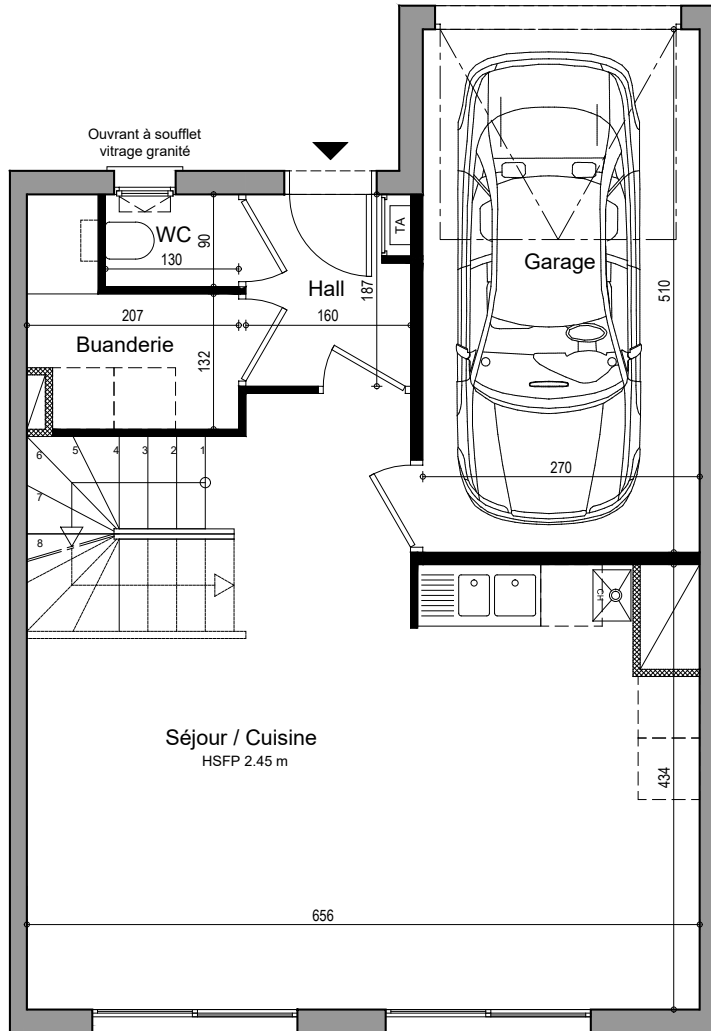 Ouvrant à soufflet
vitrage granité
WC
90
130
TA
Hall
187
160
207
Buanderie
132
Garage
510
270
6
5
4
3
2
1
7
8
CH
Séjour / Cuisine
HSFP 2.45 m
434
656